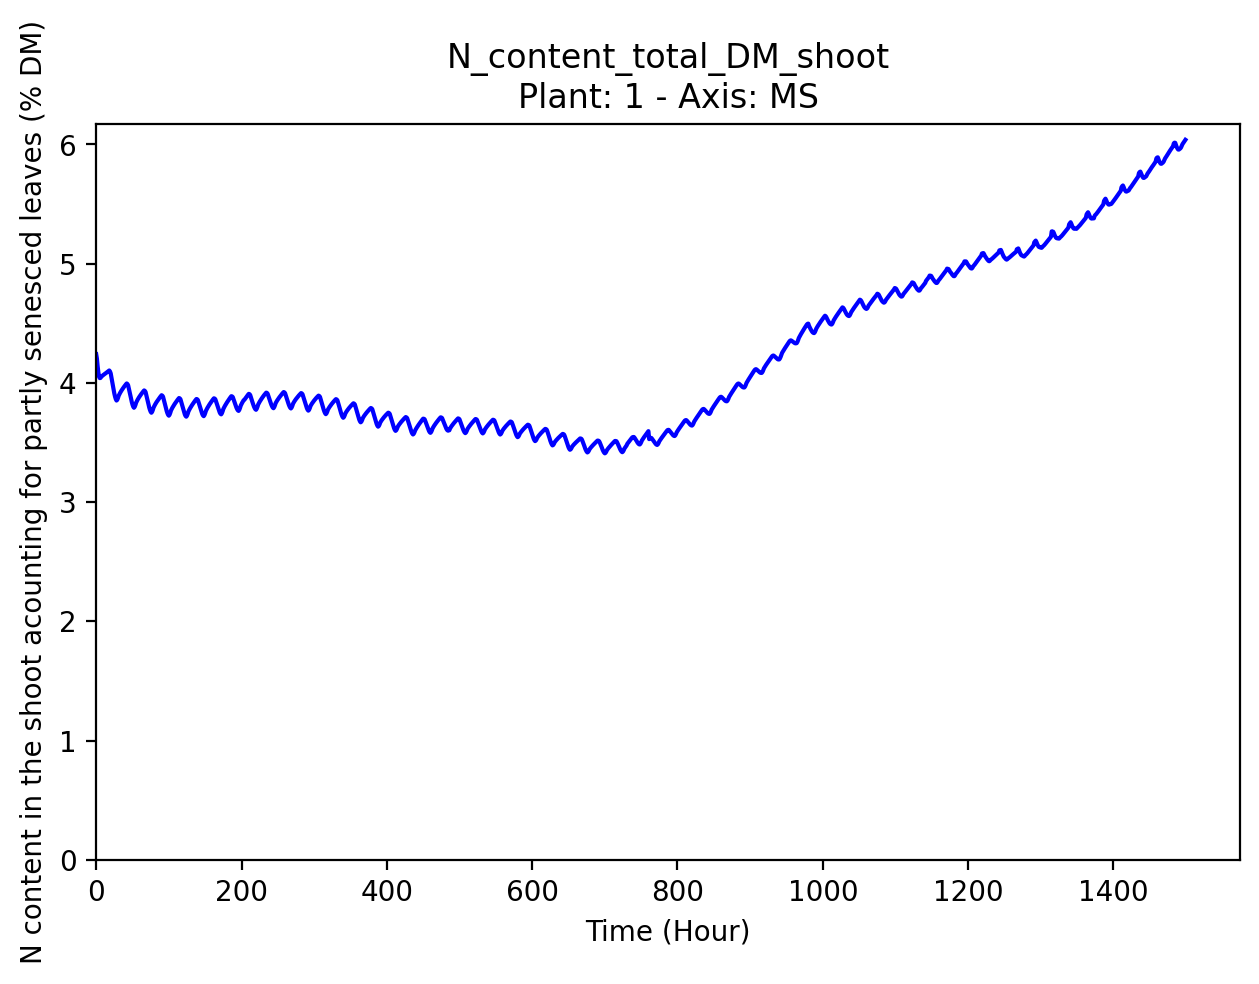 N_content_total_DM_shoot
Plant: 1 - Axis: MS
N content in the shoot acounting for partly senesced leaves (% DM)
6
5
4
3
2
1
0
0 200 400 600 800 1000 1200 1400
Time (Hour)